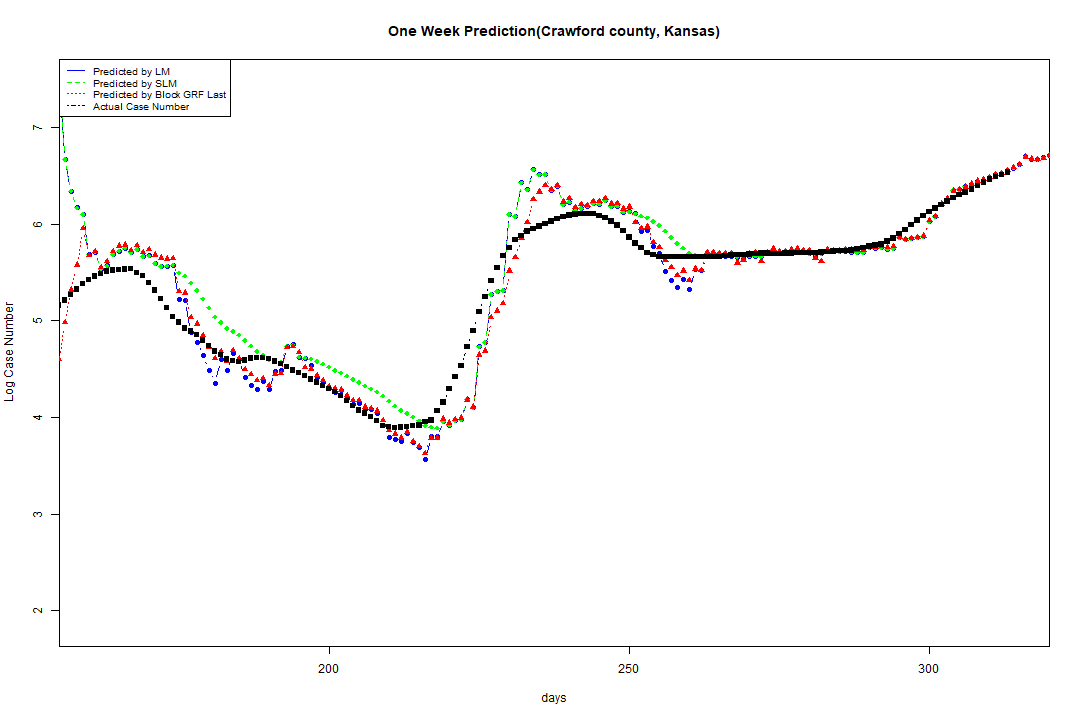 One Week Prediction(Crawford county, Kansas)
Predicted by LM
Predicted by SLM
Predicted by Block GRF Last
Actual Case Number
7
6
5
4
3
2
Log Case Number
200 250 300
days